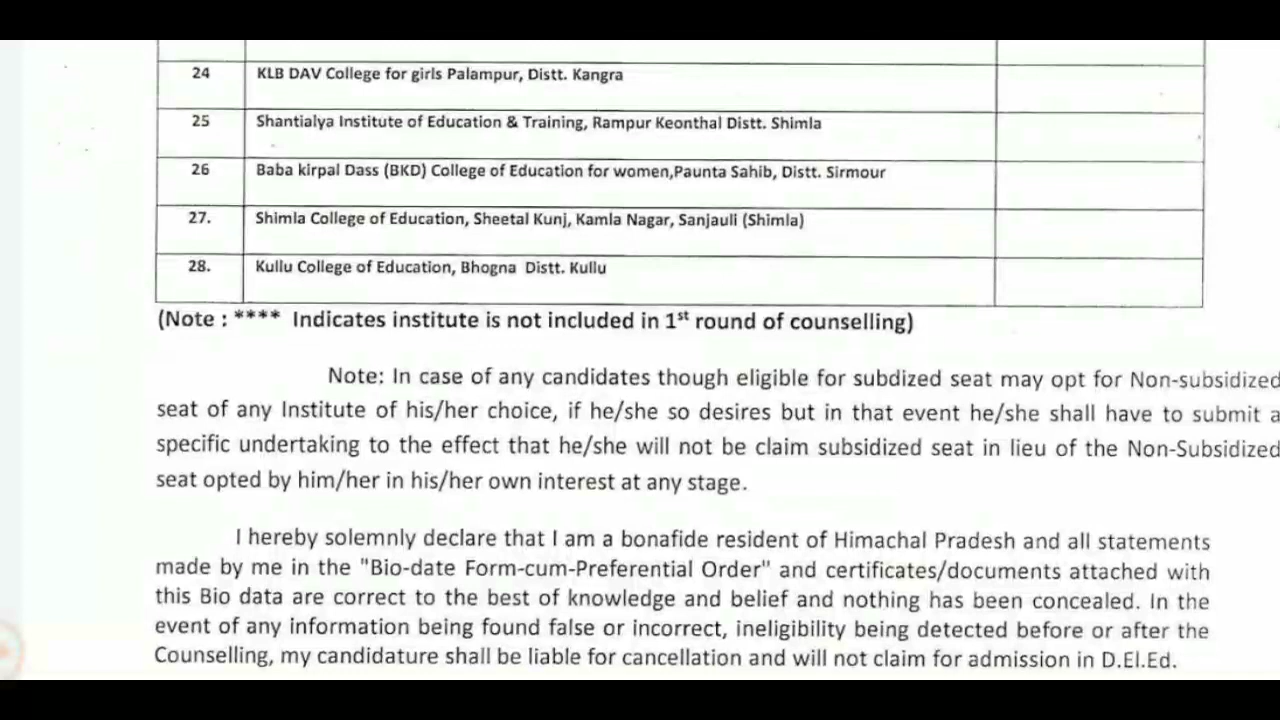 24 KLB DAV College for girls Palampur, Distt. Kangra
25 Shantialya Institute of Education & Training, Rampur Keonthal Distt. Shimla
26 Baba kirpal Dass (BKD) College of Education for women,Paunta Sahib, Distt. Sirmour
27. Shimla College of Education, Sheetal Kunj, Kamla Nagar, Sanjauli (Shimla)
28. Kullu College of Education, Bhogna Distt. Kullu
(Note : **** Indicates institute is not included in 1st round of counselling)
Note: In case of any candidates though eligible for subdized seat may opt for Non-subsidized
seat of any Institute of his/her choice, if he/she so desires but in that event he/she shall have to submit a
specific undertaking to the effect that he/she will not be claim subsidized seat in lieu of the Non-Subsidized
seat opted by him/her in his/her own interest at any stage.
I hereby solemnly declare that I am a bonafide resident of Himachal Pradesh and all statements
made by me in the "Bio-date Form-cum-Preferential Order" and certificates/documents attached with
this Bio data are correct to the best of knowledge and belief and nothing has been concealed. In the
event of any information being found false or incorrect, ineligibility being detected before or after the
Counselling, my candidature shall be liable for cancellation and will not claim for admission in D.El.Ed.